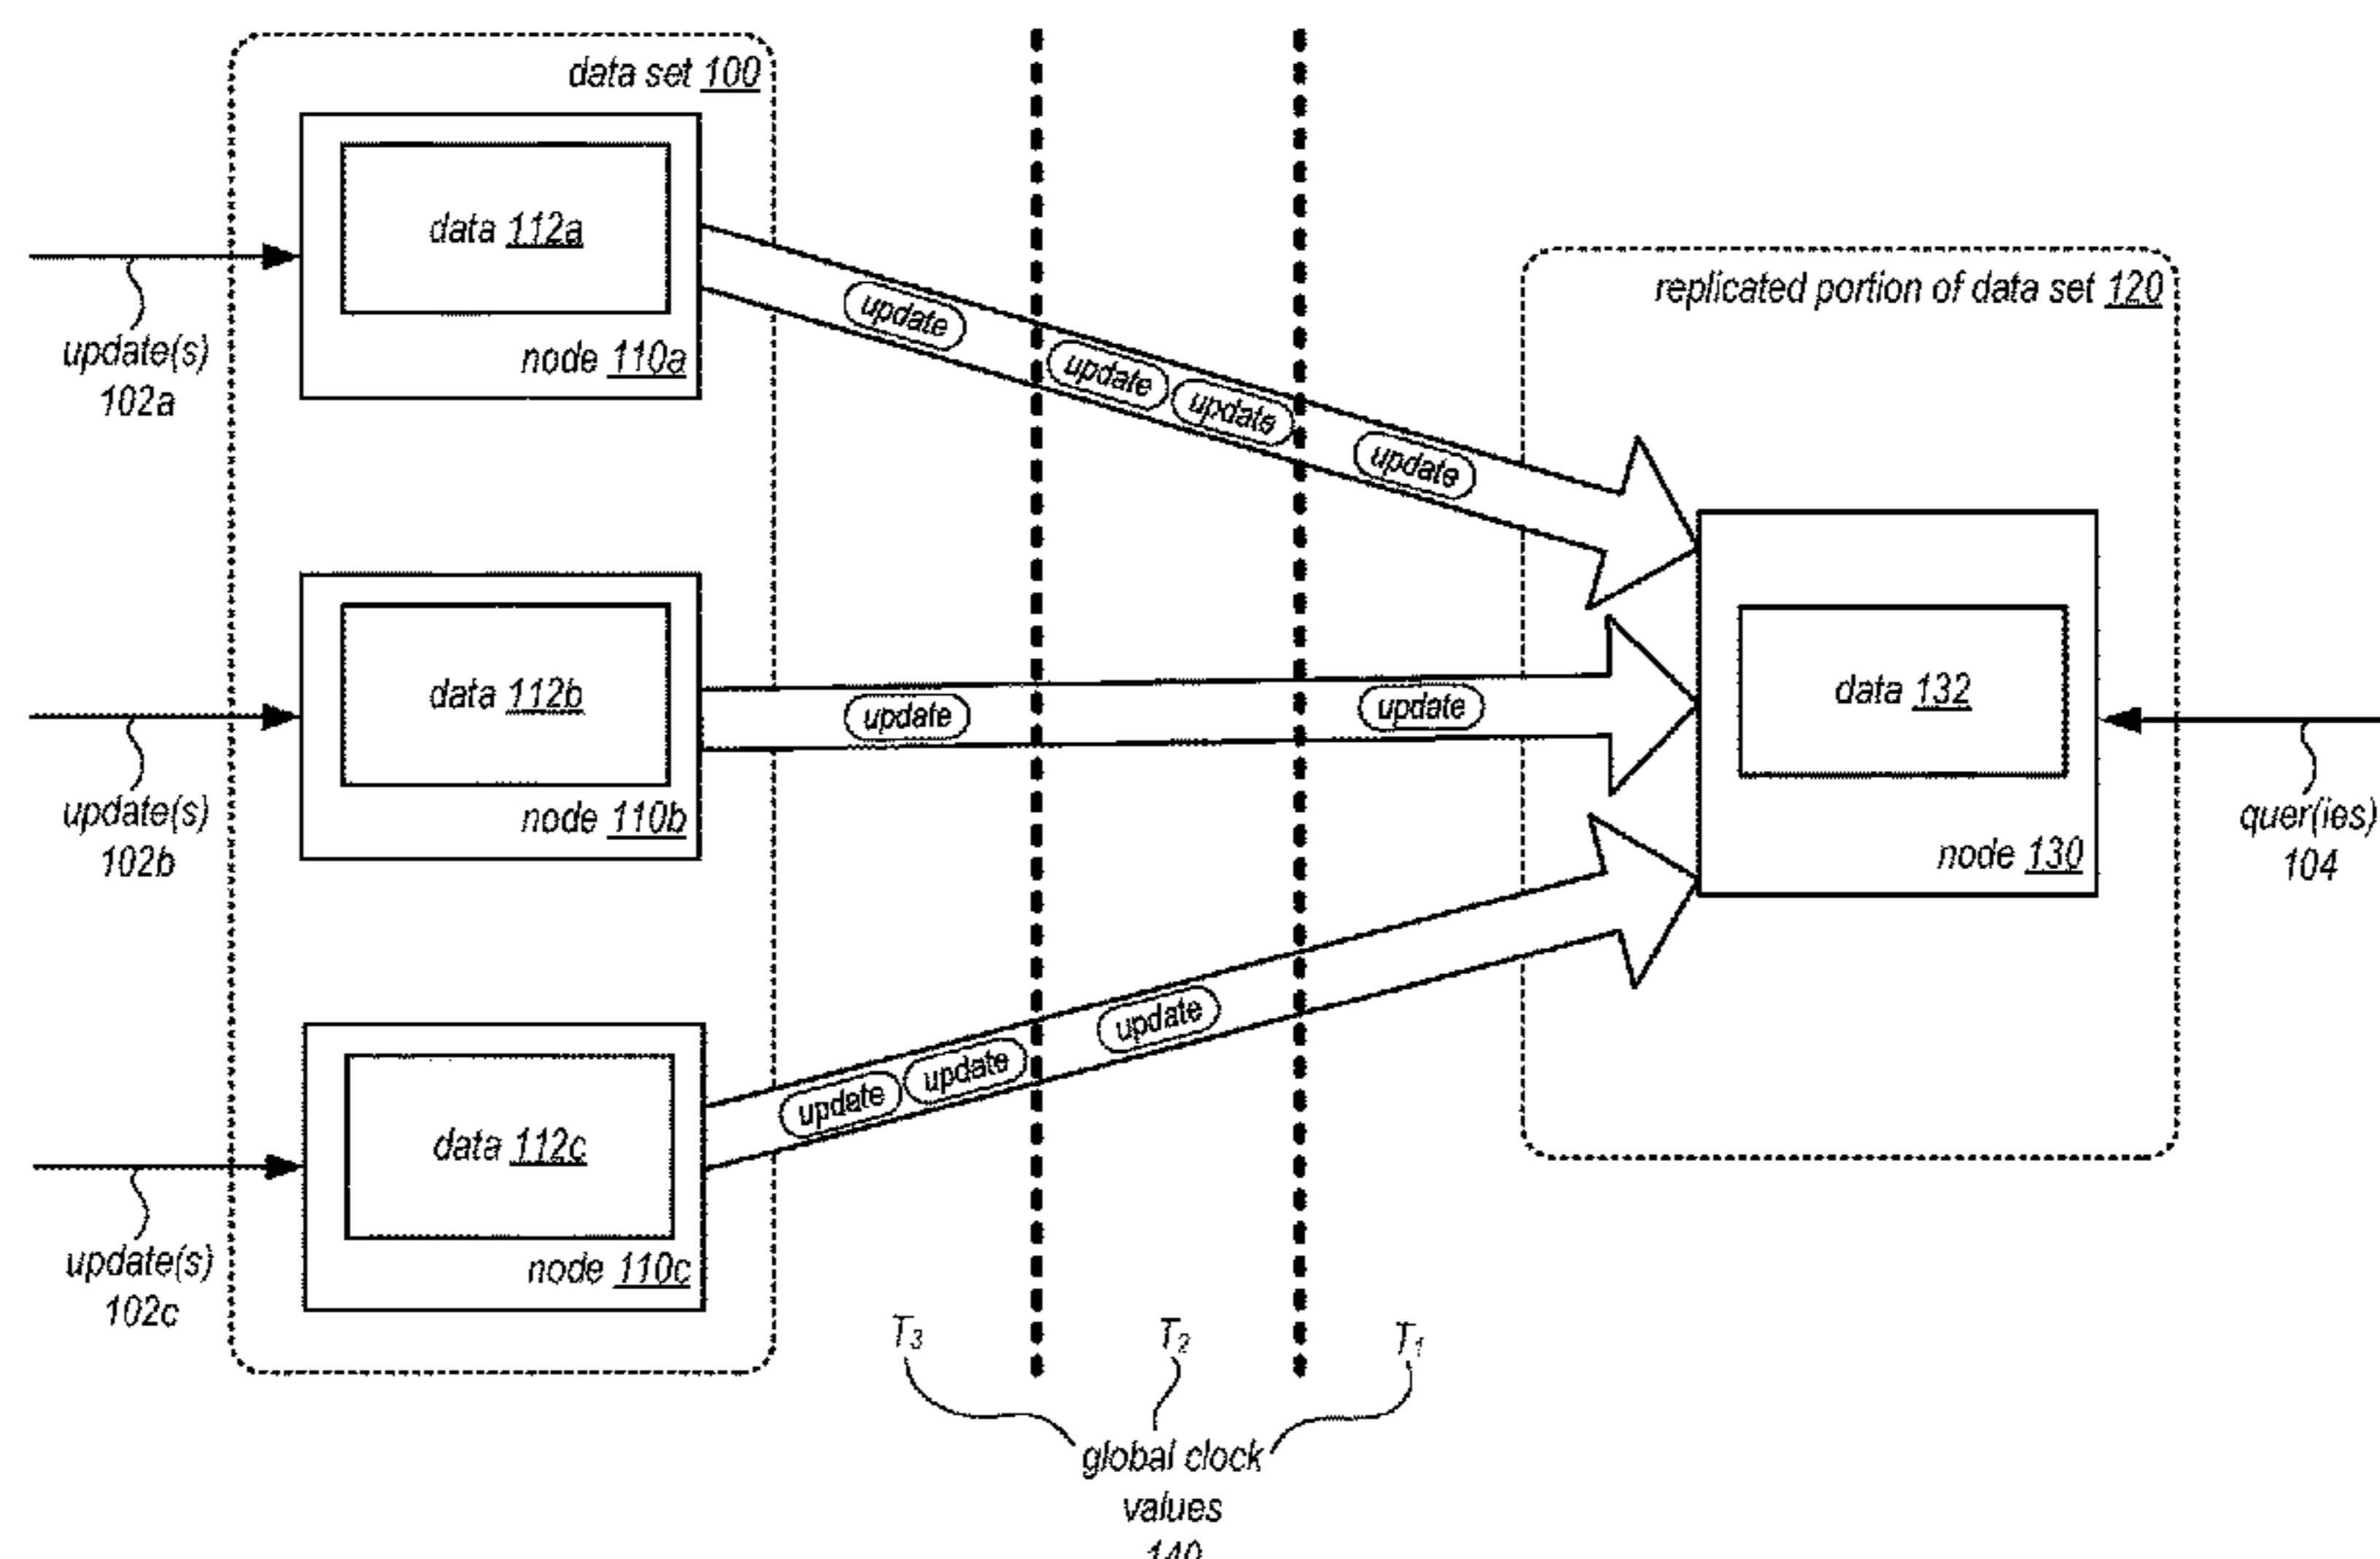 data set 100
data 112a
node 110a
update(s)
102a
update
update
update
update
replicated portion of data set 120
data 112b
node 110b
update(s)
102b
update
update
data 132
node 130
quer(ies)
104
update
update
update
data 112c
node 110c
update(s)
102c
T3
T2
T1
global clock
values
140